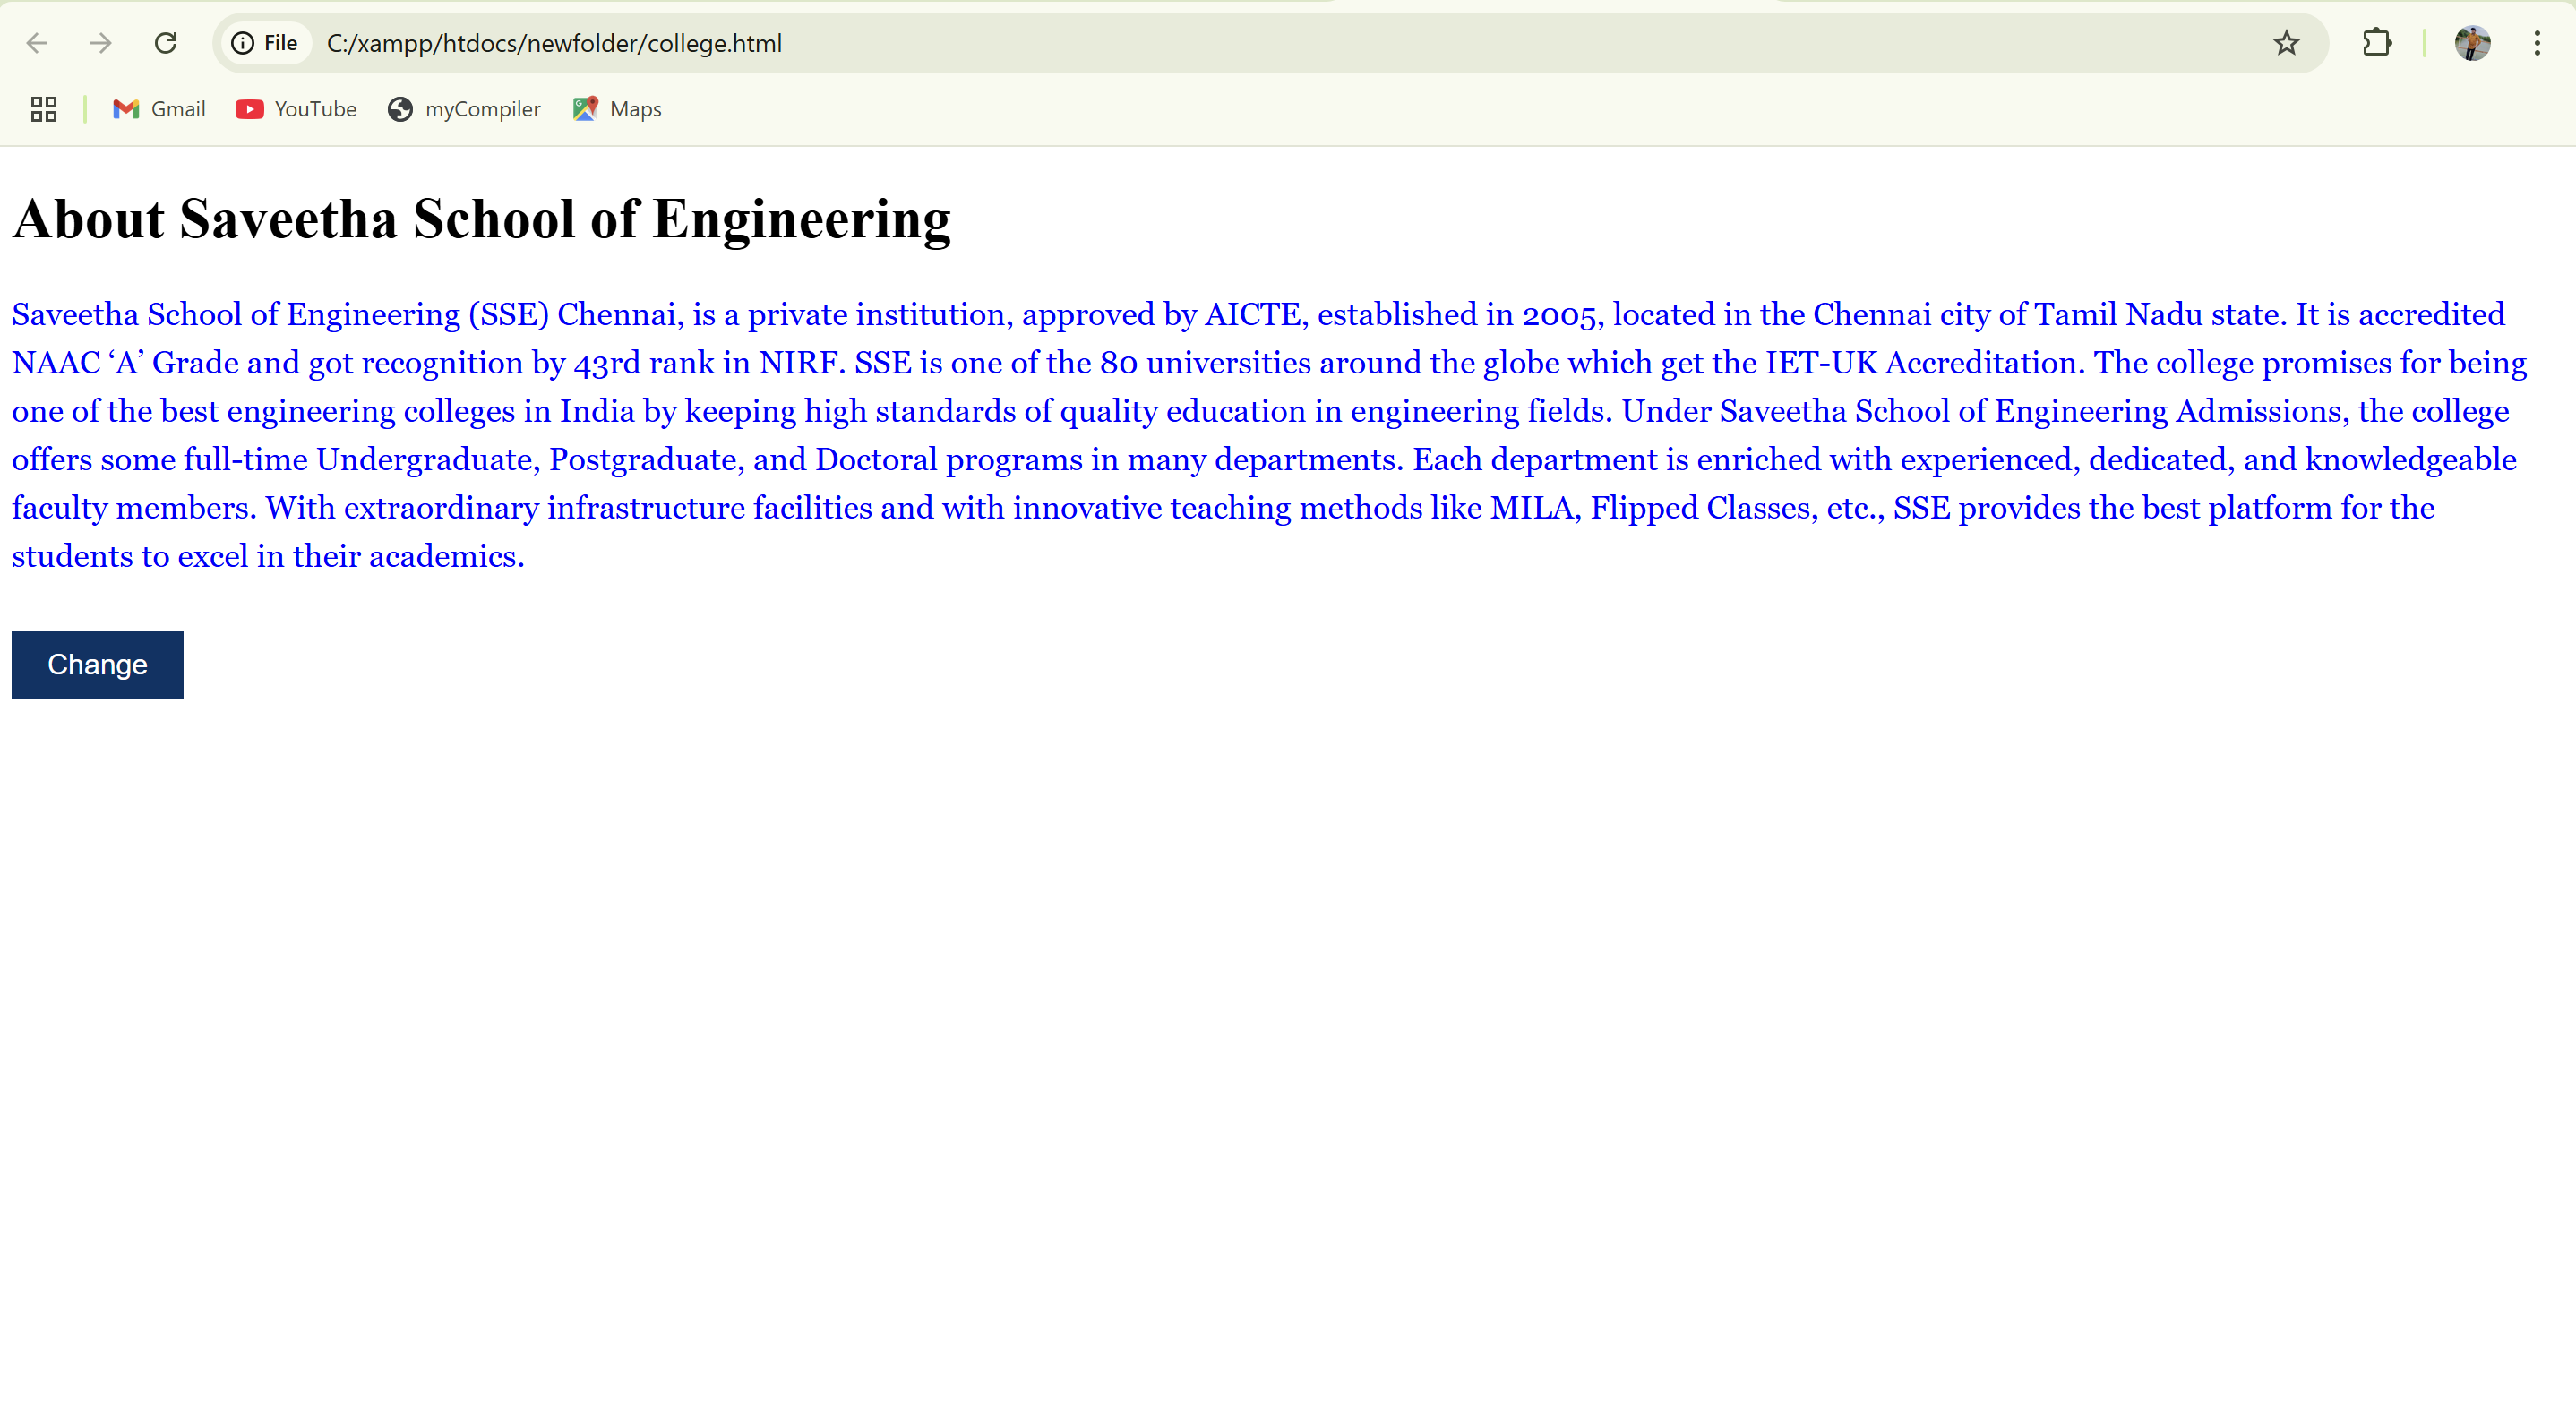 File C:/xampp/htdocs/newfolder/college.html
Gmail YouTube myCompiler Maps
About Saveetha School of Engineering
Saveetha School of Engineering (SSE) Chennai, is a private institution, approved by AICTE, established in 2005, located in the Chennai city of Tamil Nadu state. It is accredited
NAAC ‘A’ Grade and got recognition by 43rd rank in NIRF. SSE is one of the 80 universities around the globe which get the IET-UK Accreditation. The college promises for being
one of the best engineering colleges in India by keeping high standards of quality education in engineering fields. Under Saveetha School of Engineering Admissions, the college
offers some full-time Undergraduate, Postgraduate, and Doctoral programs in many departments. Each department is enriched with experienced, dedicated, and knowledgeable
faculty members. With extraordinary infrastructure facilities and with innovative teaching methods like MILA, Flipped Classes, etc., SSE provides the best platform for the
students to excel in their academics.
Change